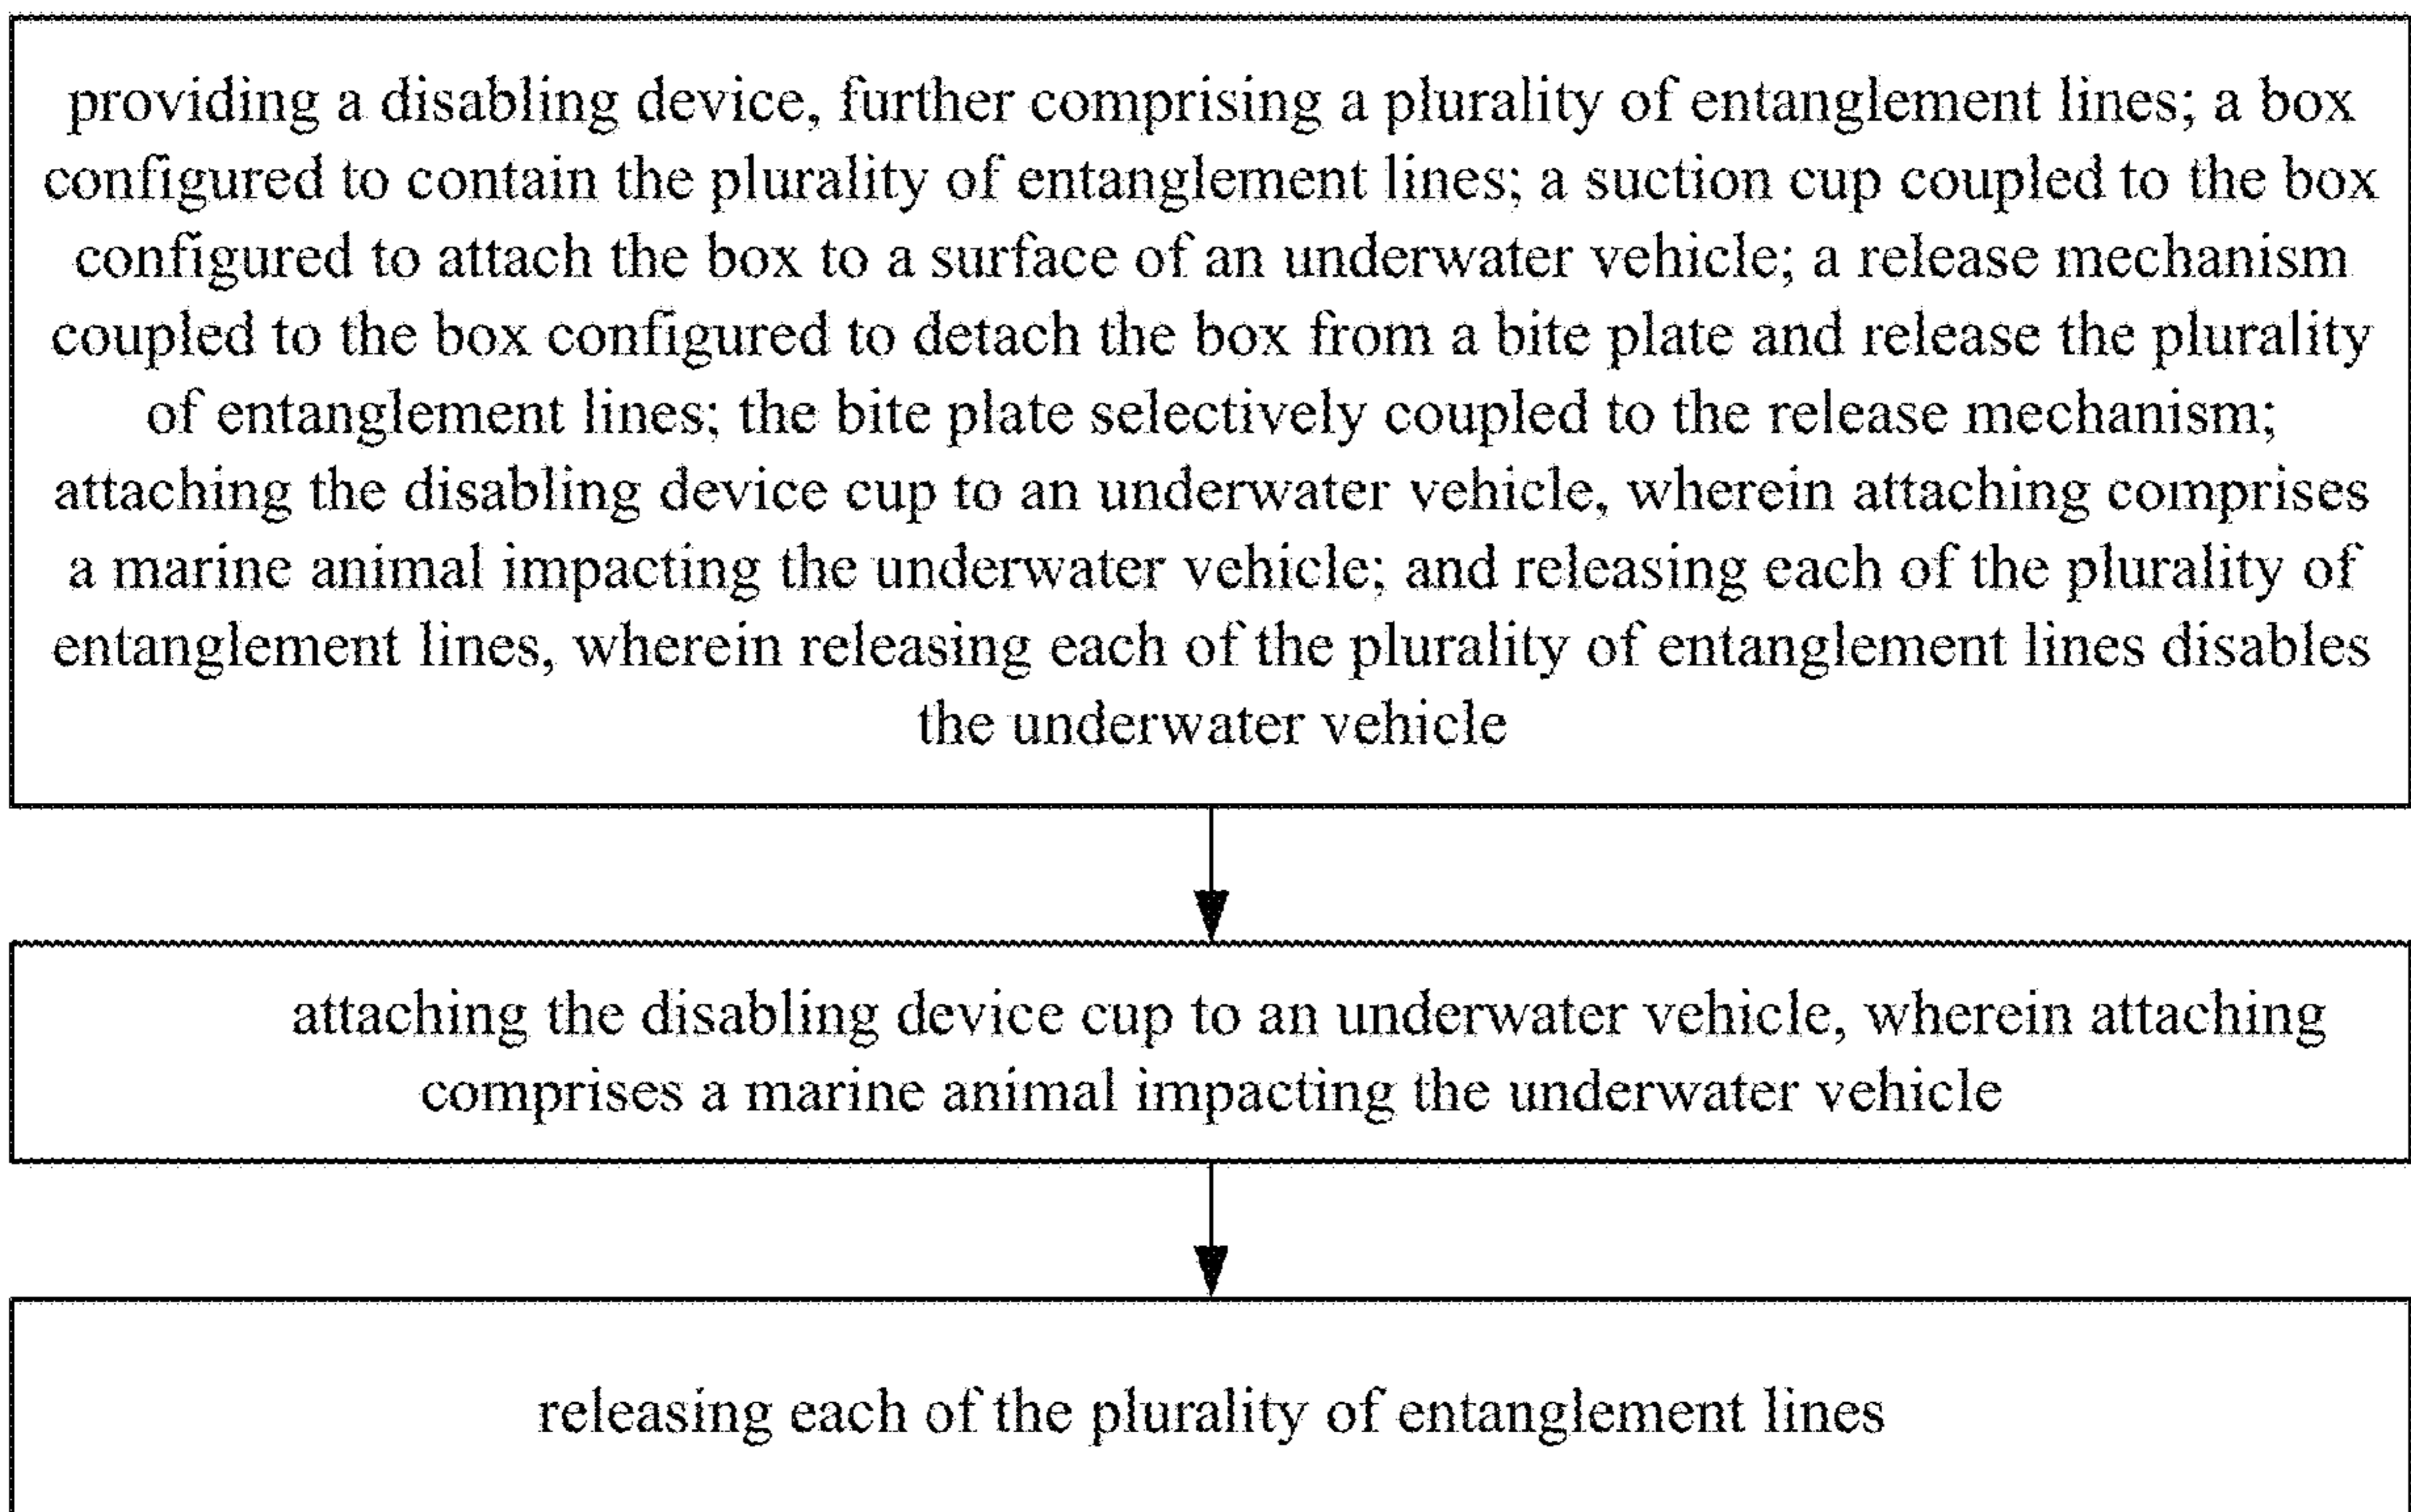 providing a disabling device, further comprising a plurality of entanglement lines; a box
configured to contain the plurality of entanglement lines; a suction cup coupled to the box
configured to attach the box to a surface of an underwater vehicle; a release mechanism
coupled to the box configured to detach the box from a bite plate and release the plurality
of entanglement lines; the bite plate selectively coupled to the release mechanism;
attaching the disabling device cup to an underwater vehicle, wherein attaching comprises
a marine animal impacting the underwater vehicle; and releasing each of the plurality of
entanglement lines, wherein releasing each of the plurality of entanglement lines disables
the underwater vehicle
attaching the disabling device cup to an underwater vehicle, wherein attaching
comprises a marine animal impacting the underwater vehicle
releasing each of the plurality of entanglement lines